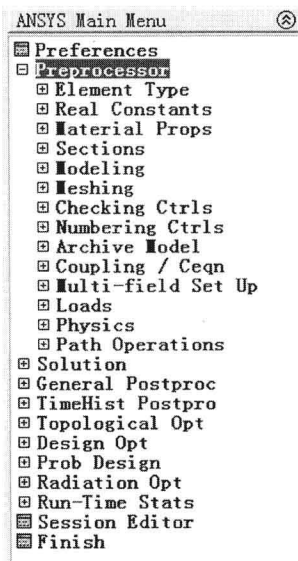 ANSYS Main Menu
Preferences
Preprocessor
Element Type
Real Constants
Material Props
Sections
Modeling
Meshing
Checking Ctrls
Numbering Ctrls
Archive Model
Coupling / Ceqn
Multi-field Set Up
Loads
Physics
Path Operations
Solution
General Postproc
TimeHist Postpro
Topological Opt
Design Opt
Prob Design
Radiation Opt
Run-Time Stats
Session Editor
Finish